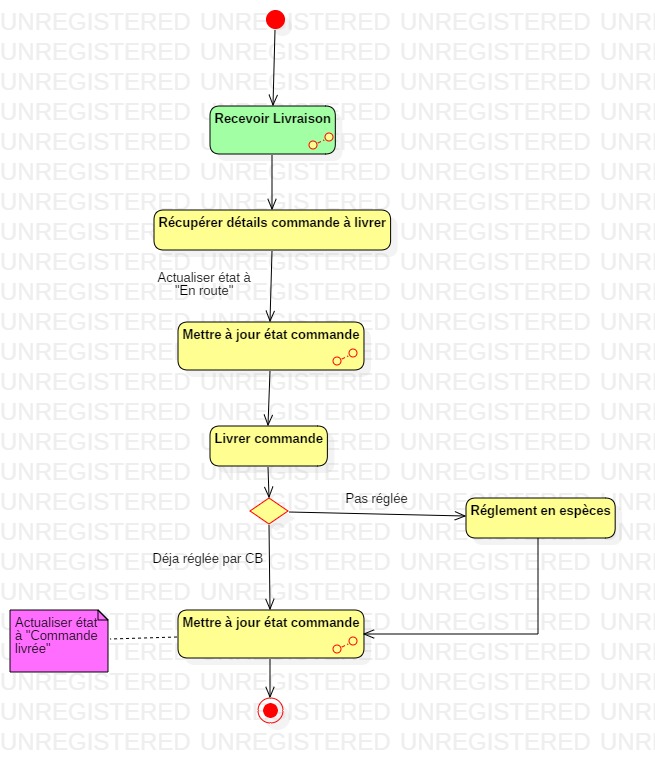 Recevoir Livraison
Récupérer détails commande à livrer
Actualiser état à
"En route"
Mettre à jour état commande
Livrer commande
Pas réglée
Réglement en espèces
Déja réglée par CB
Mettre à jour état commande
Actualiser état
à "Commande
livrée"
UNREGISTERED UNREGISTERED UNREGISTERED UNR